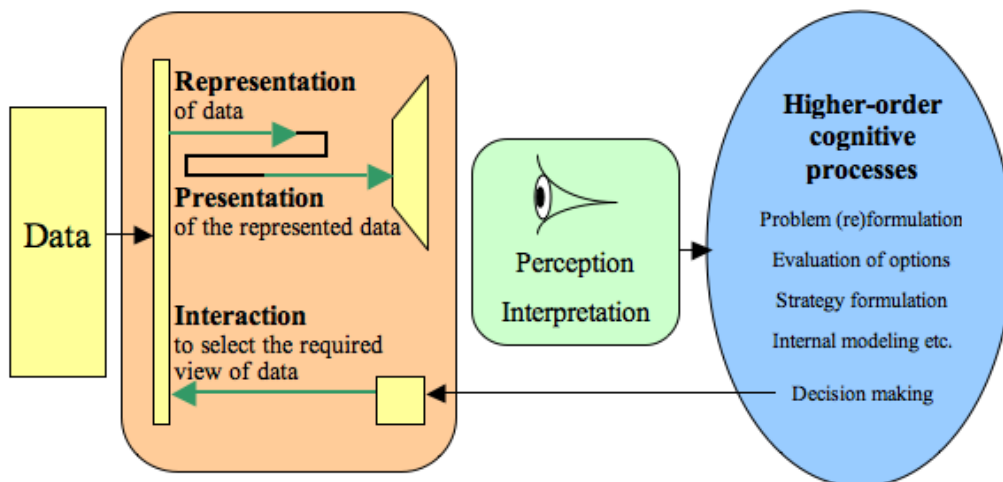 Data
Representation
of data
Presentation
of the represented data
Interaction
to select the required
view of data
Perception
Interpretation
Higher-order
cognitive
processes
Problem (re)formulation
Evaluation of options
Strategy formulation
Internal modeling etc.
Decision making